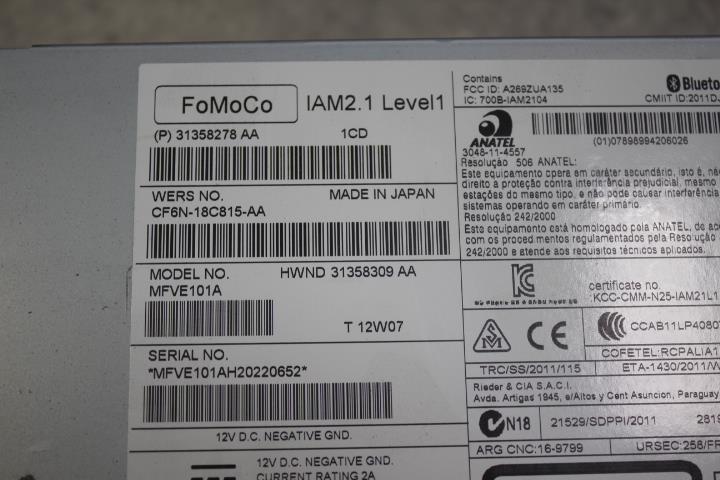 FoMoCo
IAM2.1 Level1
(P) 31358278 AA 1CD
WERS NO. MADE IN JAPAN
CF6N-18C815-AA
MODEL NO. HWND 31358309 AA
MFVE101A
T 12W07
SERIAL NO.
*MFVE101AH20220652*
12V D.C. NEGATIVE GND.
12V D.C. NEGATIVE GND.
CURRENT RATING 2A
Contains
FCC ID: A269ZUA135
IC: 700B-IAM2104
Blueto
CMIIT ID:2011DJ
ANATEL
3048-11-4557
(01)07898994206026
Resolução 506 ANATEL:
Este equipamento opera em caráter secundário, isto é, nã
direito a proteção contra interferência prejudicial, mesmo
estações do mesmo tipo, e não pode causar interferência
sistemas operando em caráter primário.
Resolução 242/2000
Este equipamento está homologado pela ANATEL, de ac
com os procedimentos regulamentados pela Resolução
242/2000 e atende aos requisitos técnicos aplicados.
certificate no.
:KCC-CMM-N25-IAM21L1
CE
CCAB11LP4080
COFETEL:RCPALIA1
TRC/SS/2011/115
ETA-1430/2011/W
Rieder & CIA S.A.C.I.
Avda. Artigas 1945, e/Altos y Cent Asuncion, Paraguay
N18
21529/SDPPI/2011
2819
ARG CNC:16-9799
URSEC:256/FR